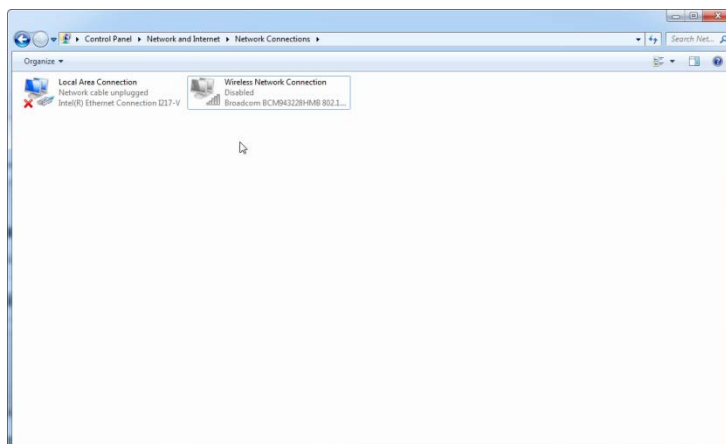 Control Panel ▸ Network and Internet ▸ Network Connections ▸
Search Net...
Organize
Local Area Connection
Network cable unplugged
Intel(R) Ethernet Connection I217-V
Wireless Network Connection
Disabled
Broadcom BCM943228HMB 802.1...